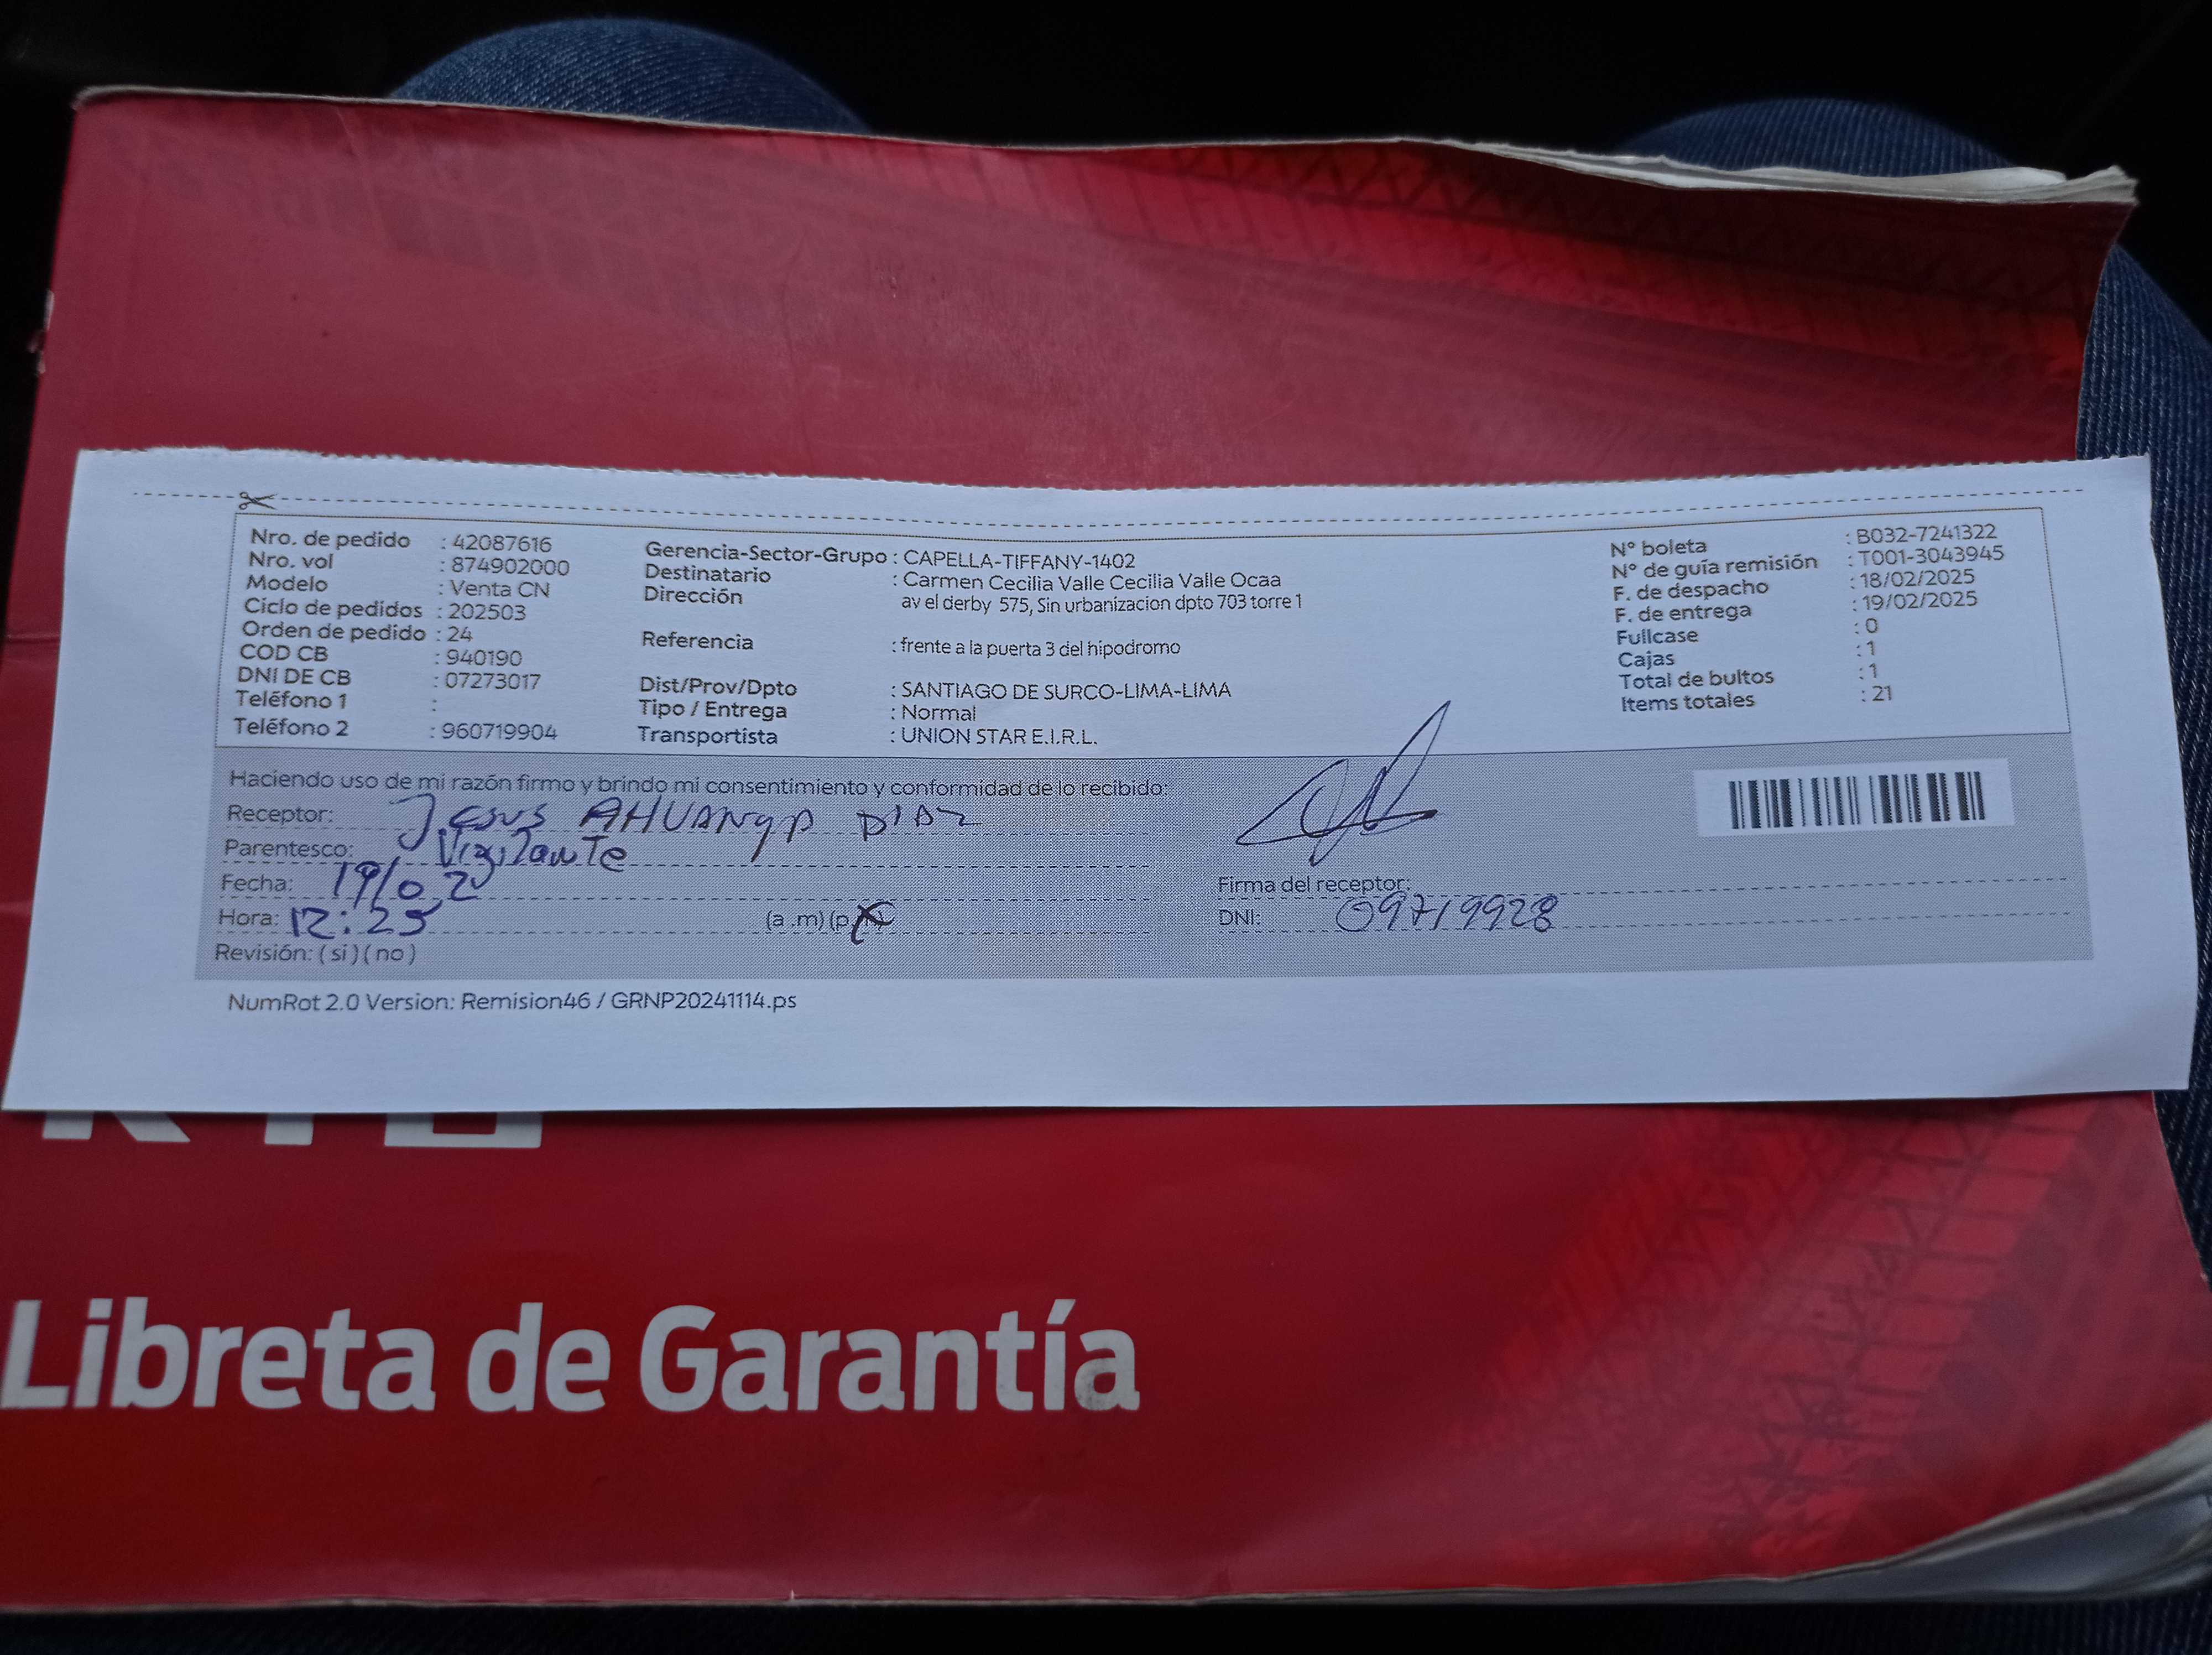 Nro. de pedido : 42087616
Nro. vol : 874902000
Modelo : Venta CN
Ciclo de pedidos : 202503
Orden de pedido : 24
COD CB : 940190
DNI DE CB : 07273017
Teléfono 1 :
Teléfono 2 : 960719904
Gerencia-Sector-Grupo : CAPELLA-TIFFANY-1402
Destinatario : Carmen Cecilia Valle Cecilia Valle Ocaa
Dirección av el derby 575, Sin urbanizacion dpto 703 torre 1
Referencia : frente a la puerta 3 del hipodromo
Dist/Prov/Dpto : SANTIAGO DE SURCO-LIMA-LIMA
Tipo / Entrega : Normal
Transportista : UNION STAR E.I.R.L.
N° boleta : B032-7241322
N° de guía remisión : T001-3043945
F. de despacho : 18/02/2025
F. de entrega : 19/02/2025
Fullcase : 0
Cajas : 1
Total de bultos : 1
Items totales : 21
Haciendo uso de mi razón firmo y brindo mi consentimiento y conformidad de lo recibido:
Receptor: Jesus DIAZ
Parentesco: Vigilante
Fecha: 19/02
Hora: 12:25 (a .m) (p
Revisión: ( si ) ( no )
Firma del receptor:
DNI: 09719928
NumRot 2.0 Version: Remision46 / GRNP20241114.ps
Libreta de Garantía